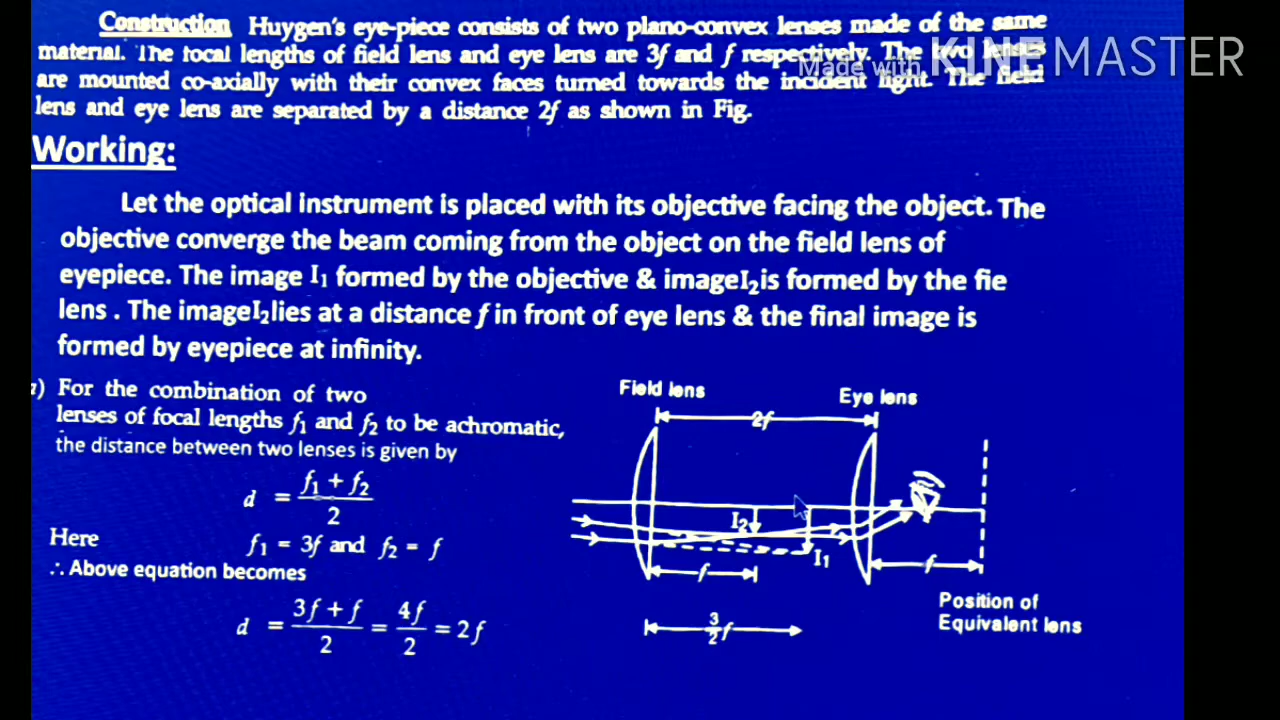 Construction Huygen's eye-piece consists of two plano-convex lenses made of the same
material. The focal lengths of field lens and eye lens are 3f and f respectively. The two lenses
are mounted co-axially with their convex faces turned towards the incident light. The field
lens and eye lens are separated by a distance 2f as shown in Fig.
Made with KINEMASTER
Working:
Let the optical instrument is placed with its objective facing the object. The
objective converge the beam coming from the object on the field lens of
eyepiece. The image I₁ formed by the objective & imageI₂is formed by the fie
lens . The imageI₂lies at a distance f in front of eye lens & the final image is
formed by eyepiece at infinity.
a) For the combination of two
lenses of focal lengths f₁ and f₂ to be achromatic,
the distance between two lenses is given by
d = (f₁ + f₂)/2
Here f₁ = 3f and f₂ = f
∴ Above equation becomes
d = (3f + f)/2 = 4f/2 = 2f
Field lens
Eye lens
2f
I₂
I₁
f
f
3/2 f
Position of
Equivalent lens